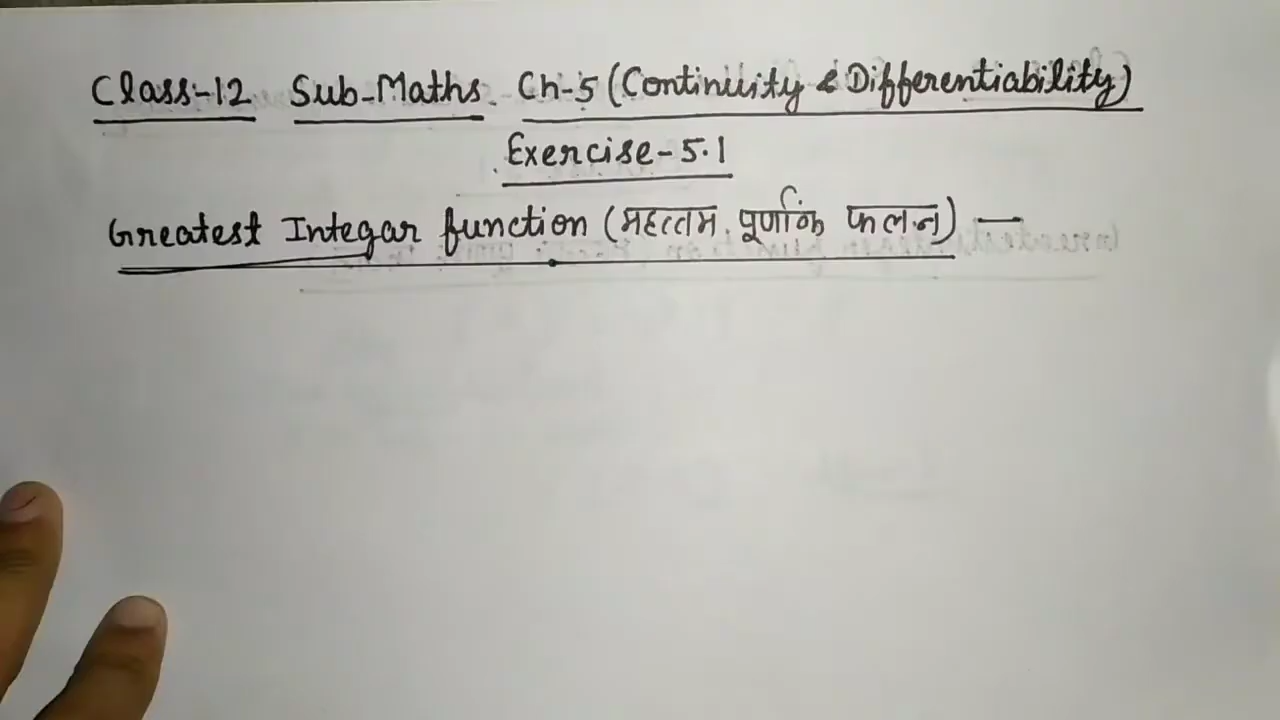 Class-12 Sub-Maths. Ch-5 (Continuity & Differentiability)
Exercise-5.1
Greatest Integar function (महत्तम पूर्णांक फलन) —